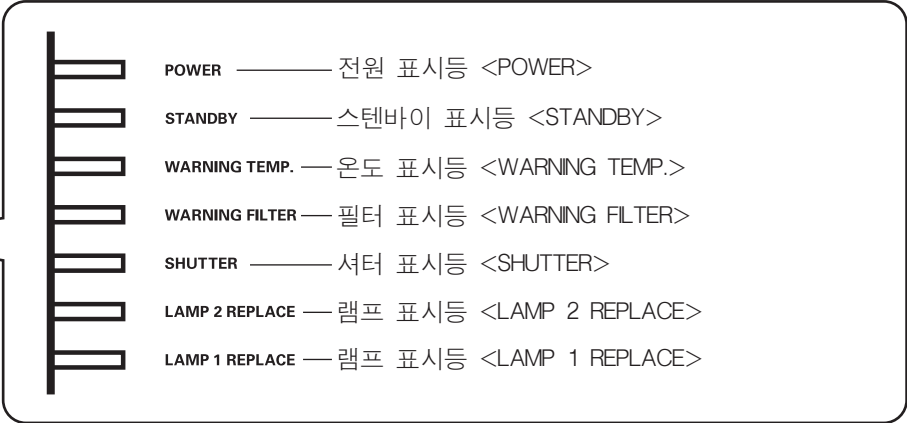 POWER 전원 표시등 <POWER>
STANDBY 스텐바이 표시등 <STANDBY>
WARNING TEMP. 온도 표시등 <WARNING TEMP.>
WARNING FILTER 필터 표시등 <WARNING FILTER>
SHUTTER 셔터 표시등 <SHUTTER>
LAMP 2 REPLACE 램프 표시등 <LAMP 2 REPLACE>
LAMP 1 REPLACE 램프 표시등 <LAMP 1 REPLACE>